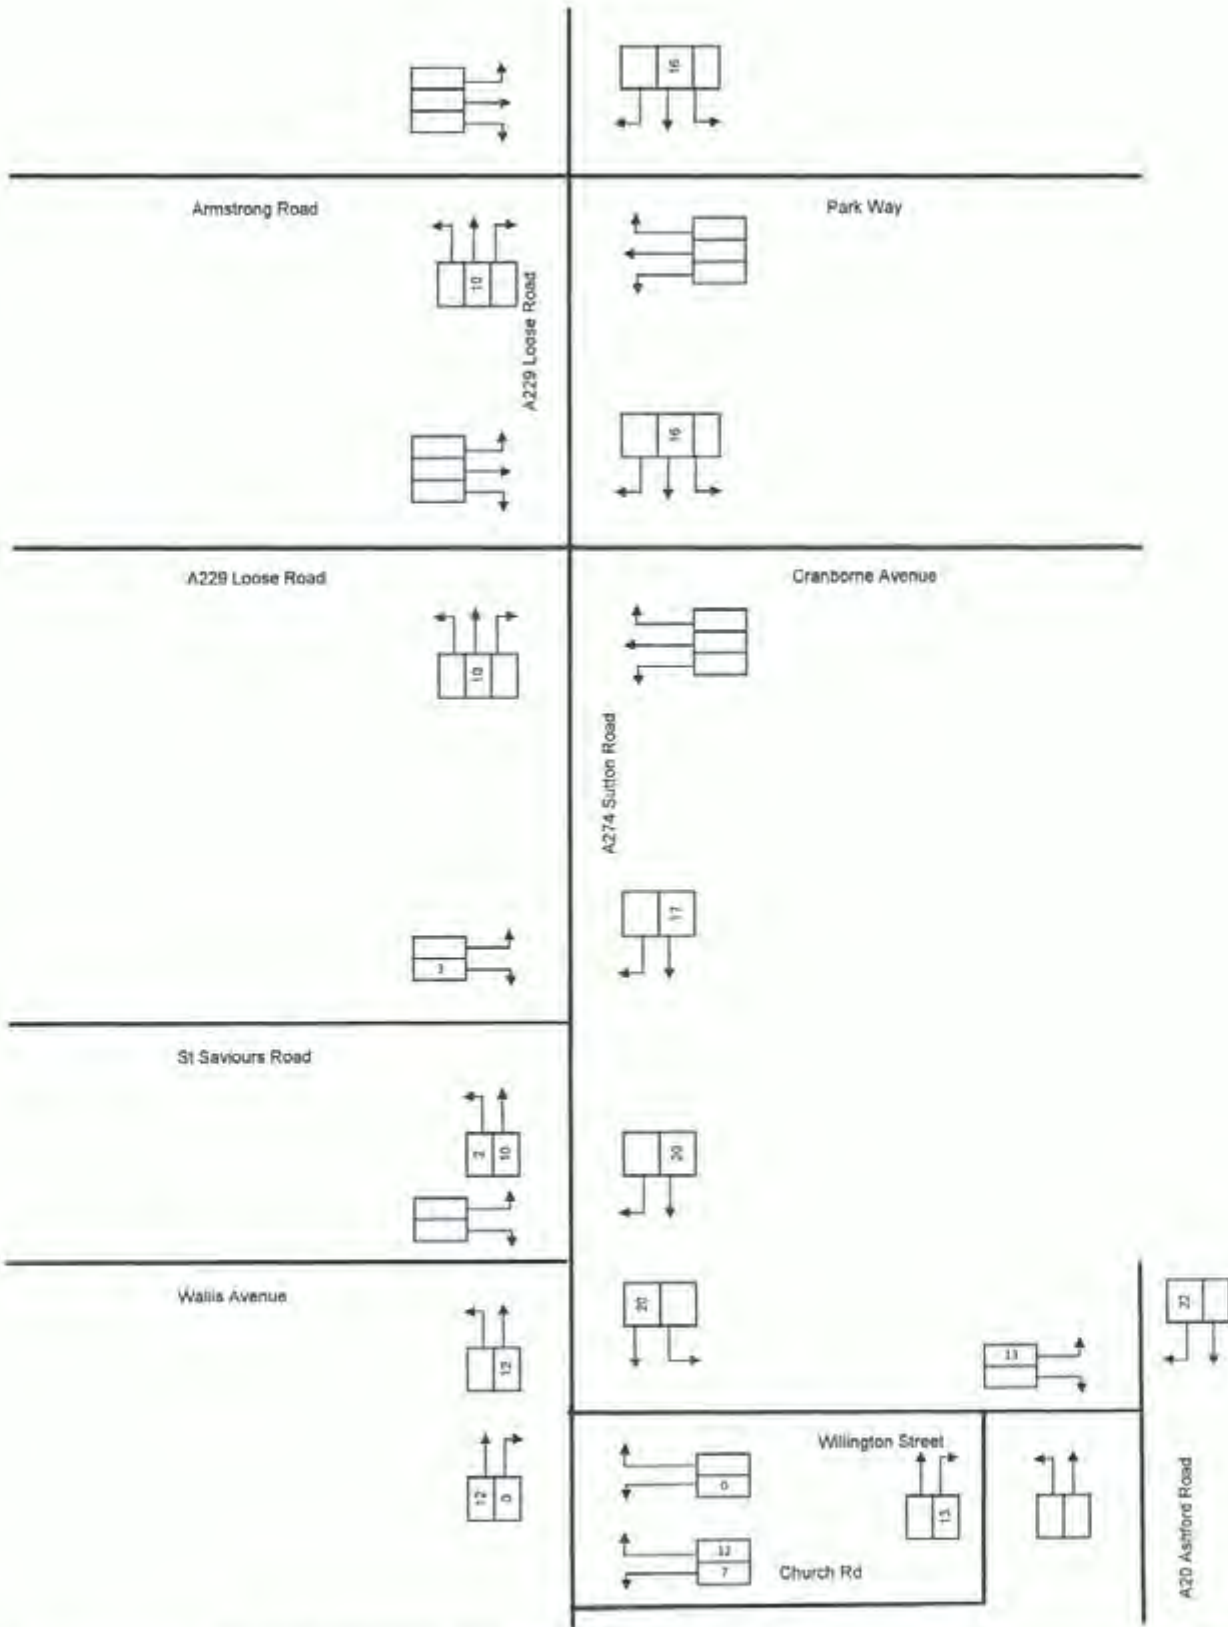 16
Armstrong Road
Park Way
10
A229 Loose Road
16
A229 Loose Road
Cranborne Avenue
10
A274 Sutton Road
17
3
St Saviours Road
2
10
20
Wallis Avenue
20
22
12
13
Willington Street
12
0
0
13
12
7
Church Rd
A20 Ashford Road